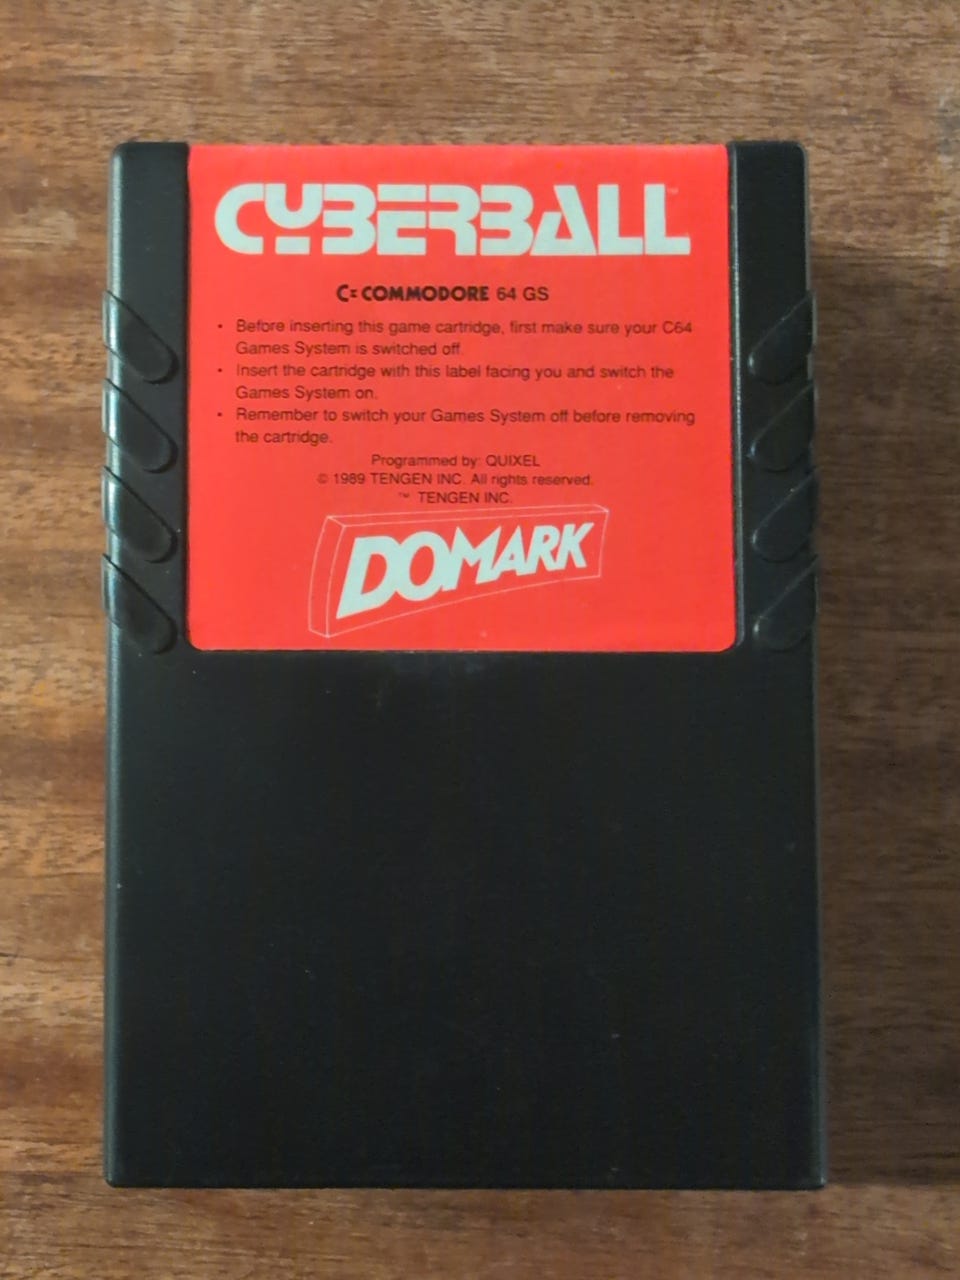 CYBERBALL™
C= COMMODORE 64 GS
• Before inserting this game cartridge, first make sure your C64
Games System is switched off.
• Insert the cartridge with this label facing you and switch the
Games System on.
• Remember to switch your Games System off before removing
the cartridge.
Programmed by: QUIXEL
© 1989 TENGEN INC. All rights reserved.
™ TENGEN INC.
DOMARK